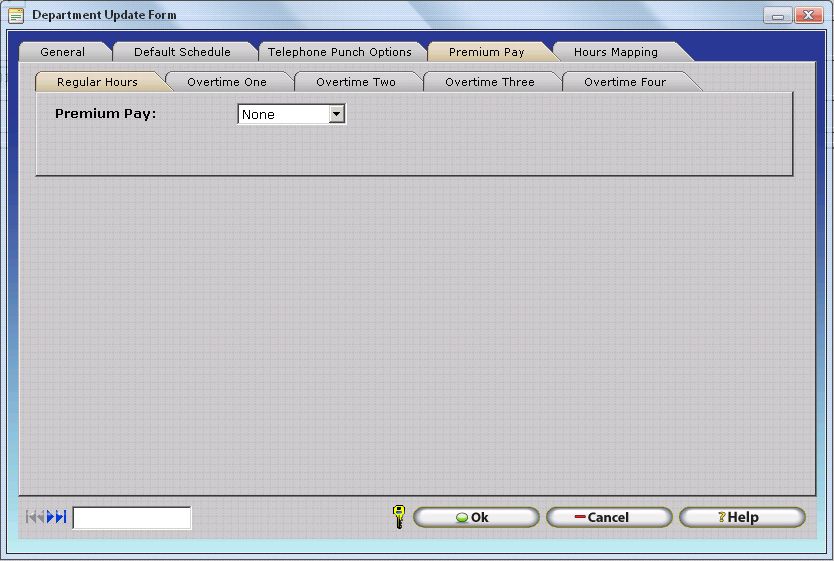 Department Update Form
General Default Schedule Telephone Punch Options Premium Pay Hours Mapping
Regular Hours Overtime One Overtime Two Overtime Three Overtime Four
Premium Pay: None
Ok Cancel ?Help